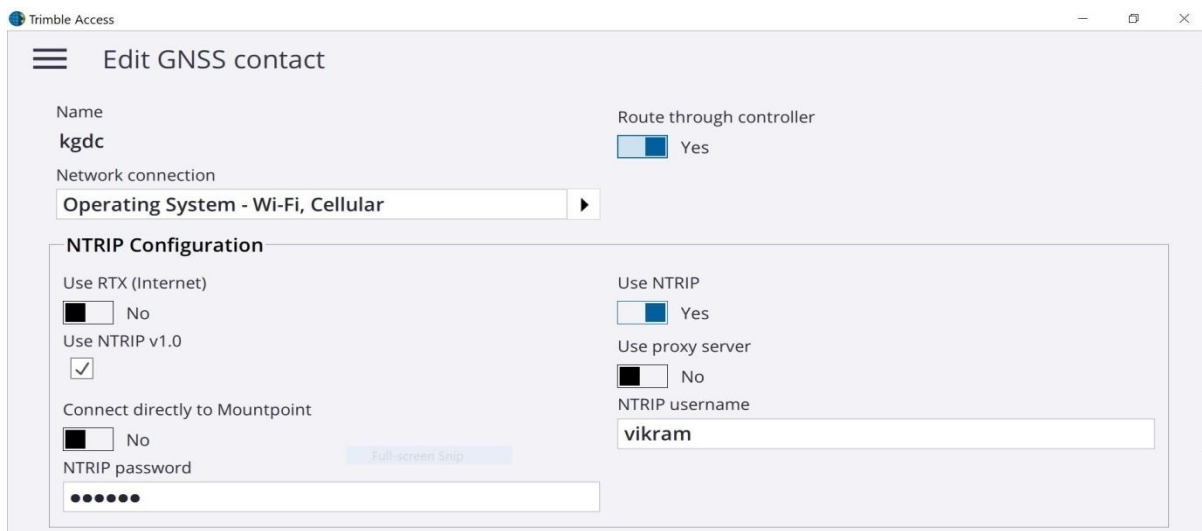 Trimble Access
Edit GNSS contact
Name
kgdc
Route through controller
Yes
Network connection
Operating System - Wi-Fi, Cellular
NTRIP Configuration
Use RTX (Internet)
No
Use NTRIP
Yes
Use NTRIP v1.0
Use proxy server
No
Connect directly to Mountpoint
No
NTRIP username
vikram
Full-screen Snip
NTRIP password
••••••